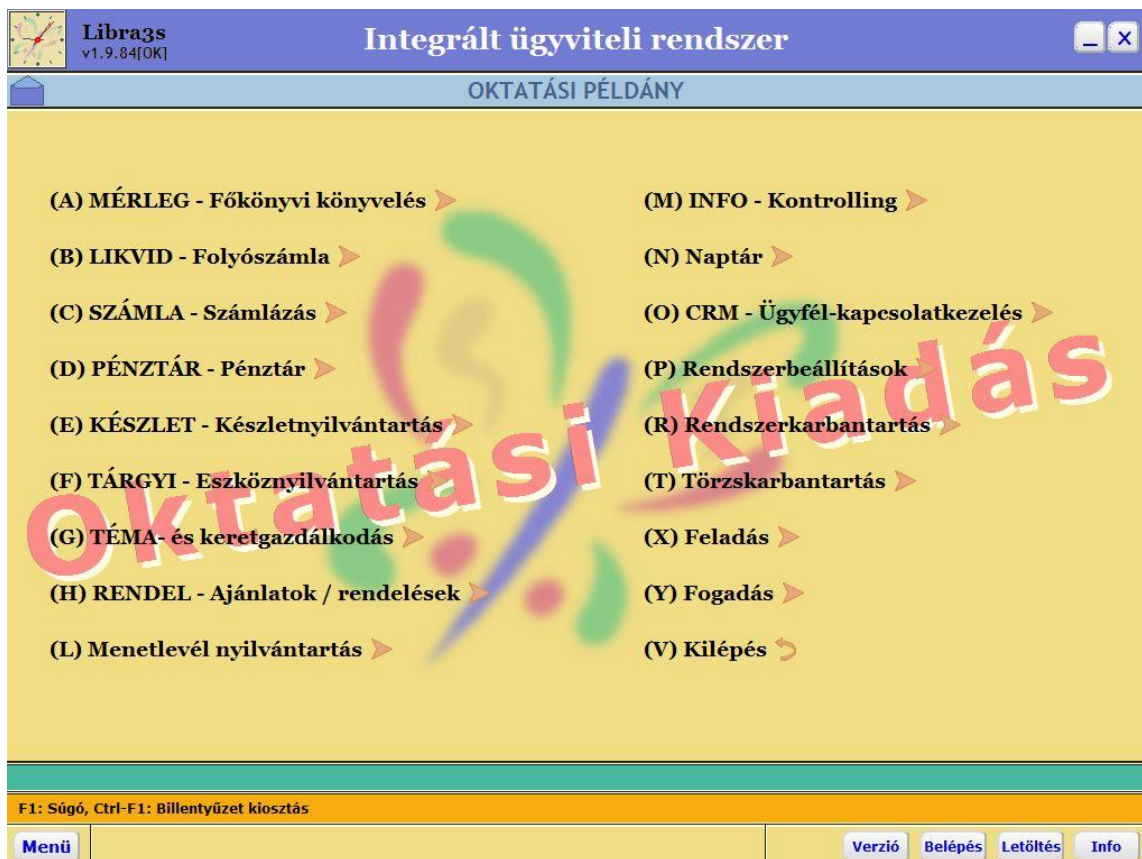 Libra3s
v1.9.84[OK]
Integrált ügyviteli rendszer
_ X
OKTATÁSI PÉLDÁNY
(A) MÉRLEG - Főkönyvi könyvelés
(B) LIKVID - Folyószámla
(C) SZÁMLA - Számlázás
(D) PÉNZTÁR - Pénztár
(E) KÉSZLET - Készletnyilvántartás
(F) TÁRGYI - Eszköznyilvántartás
(G) TÉMA- és keretgazdálkodás
(H) RENDEL - Ajánlatok / rendelések
(L) Menetlevél nyilvántartás
(M) INFO - Kontrolling
(N) Naptár
(O) CRM - Ügyfél-kapcsolatkezelés
(P) Rendszerbeállítások
(R) Rendszerkarbantartás
(T) Törzskarbantartás
(X) Feladás
(Y) Fogadás
(V) Kilépés
Oktatási Kiadás
F1: Súgó, Ctrl-F1: Billentyűzet kiosztás
Menü
Verzió Belépés Letöltés Info